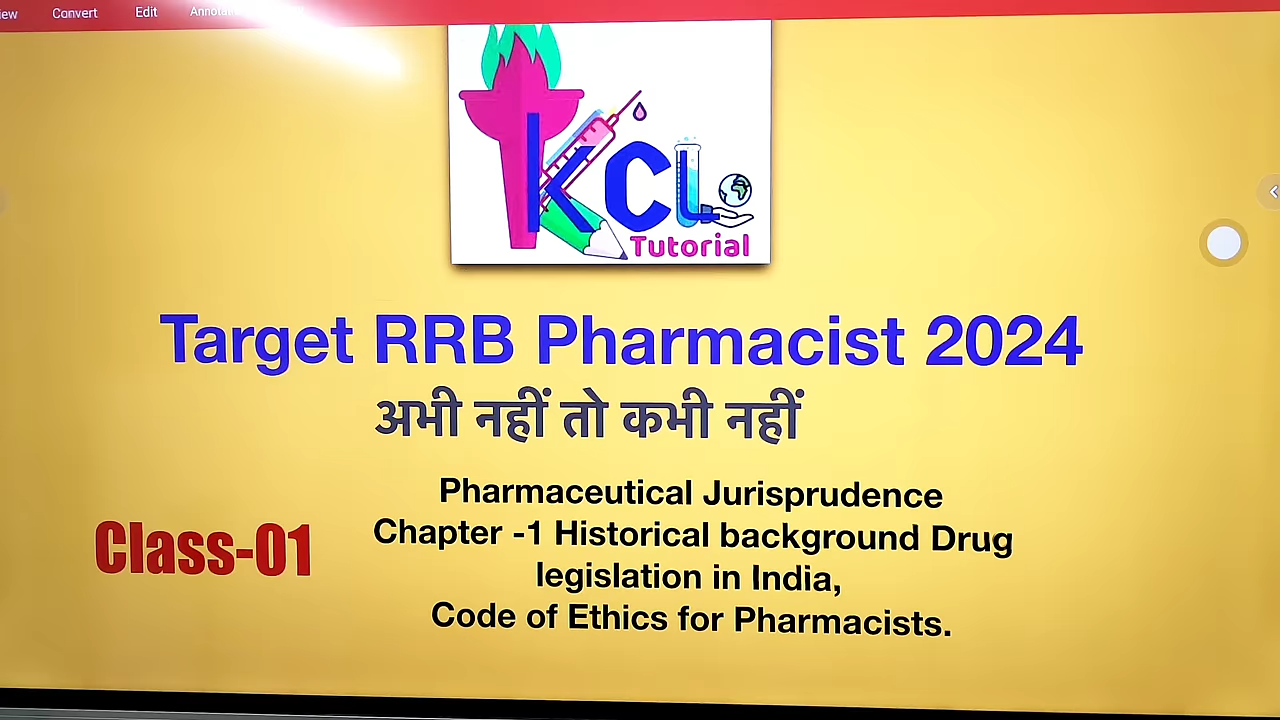 Convert Edit
KCL
Tutorial
Target RRB Pharmacist 2024
अभी नहीं तो कभी नहीं
Pharmaceutical Jurisprudence
Class-01
Chapter -1 Historical background Drug
legislation in India,
Code of Ethics for Pharmacists.